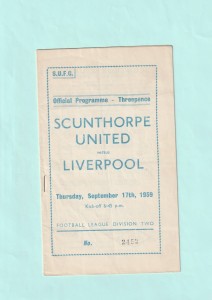 S.U.F.C.
Official Programme - Threepence
SCUNTHORPE
UNITED
versus
LIVERPOOL
Thursday, September 17th, 1959
Kick-off 6-0 p.m.
FOOTBALL LEAGUE DIVISION TWO
No.